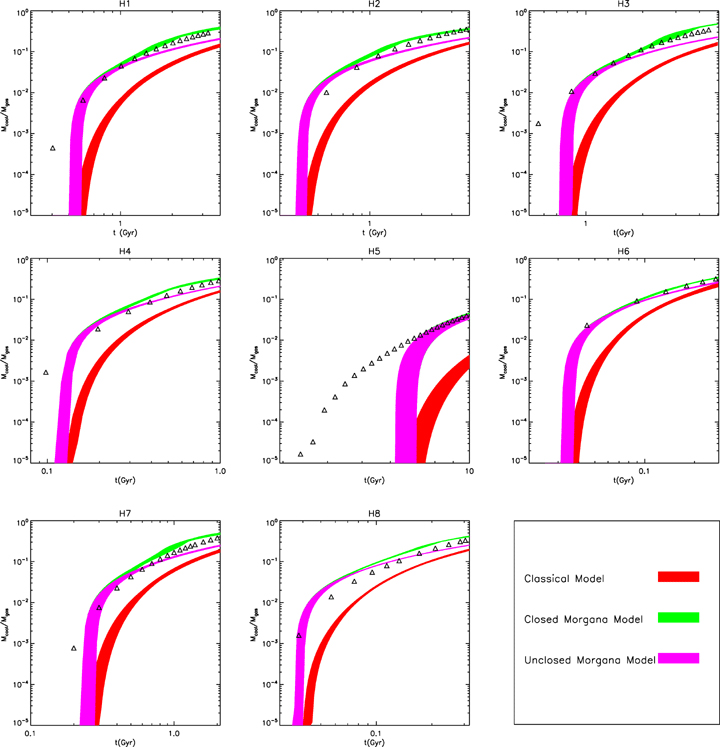 H1
H2
H3
10⁰
10⁻¹
10⁻²
10⁻³
10⁻⁴
10⁻⁵
M_cool/M_gas
1
t (Gyr)
10⁰
10⁻¹
10⁻²
10⁻³
10⁻⁴
10⁻⁵
M_cool/M_gas
1
t (Gyr)
10⁰
10⁻¹
10⁻²
10⁻³
10⁻⁴
10⁻⁵
M_cool/M_gas
1
t (Gyr)
H4
H5
H6
10⁰
10⁻¹
10⁻²
10⁻³
10⁻⁴
10⁻⁵
M_cool/M_gas
0.1 1.0
t(Gyr)
10⁰
10⁻¹
10⁻²
10⁻³
10⁻⁴
10⁻⁵
M_cool/M_gas
10
t(Gyr)
10⁰
10⁻¹
10⁻²
10⁻³
10⁻⁴
10⁻⁵
M_cool/M_gas
0.1
t(Gyr)
H7
H8
10⁰
10⁻¹
10⁻²
10⁻³
10⁻⁴
10⁻⁵
M_cool/M_gas
0.1 1.0
t(Gyr)
10⁰
10⁻¹
10⁻²
10⁻³
10⁻⁴
10⁻⁵
M_cool/M_gas
0.1
t(Gyr)
Classical Model
Closed Morgana Model
Unclosed Morgana Model